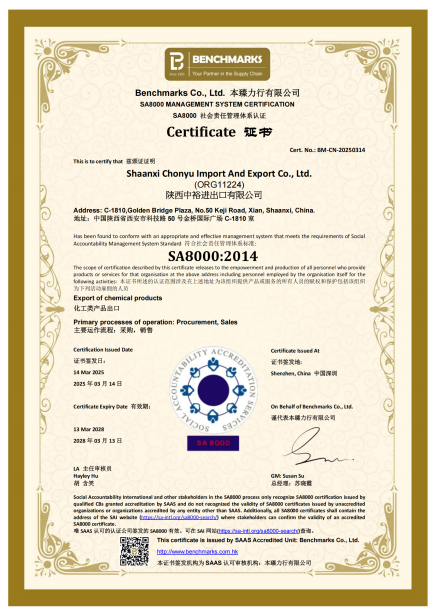 BENCHMARKS
Since 1991
Your Partner in the Supply Chain
Benchmarks Co., Ltd. 本臻力行有限公司
SA8000 MANAGEMENT SYSTEM CERTIFICATION
SA8000 社会责任管理体系认证
Certificate 证书
Cert. No.: BM-CN-20250314
This is to certify that 兹颁证证明
Shaanxi Chonyu Import And Export Co., Ltd.
(ORG11224)
陕西中裕进出口有限公司
Address: C-1810,Golden Bridge Plaza, No.50 Keji Road, Xian, Shaanxi, China.
地址：中国陕西省西安市科技路 50 号金桥国际广场 C-1810 室
Has been found to conform with an appropriate and effective management system that meets the requirements of Social
Accountability Management System Standard 符合社会责任管理体系标准:
SA8000:2014
The scope of certification described by this certificate releases to the empowerment and production of all personnel who provide
products or services for that organisation at the above address including personnel employed by the organisation itself for the
following activities: 本证书所述的认证范围涉及在上述地址为该组织提供产品或服务的所有人员的赋权和保护包括该组织
为下列活动雇佣的人员
Export of chemical products
化工类产品出口
Primary processes of operation: Procurement, Sales
主要运作流程：采购，销售
Certification Issued Date
证书签发日：
14 Mar 2025
2025 年 03 月 14 日
Certificate Expiry Date 有效期：
13 Mar 2028
2028 年 03 月 13 日
SOCIAL ACCOUNTABILITY ACCREDITATION SERVICES
SA 8000
Certificate Issued At
证书签发地：
Shenzhen, China 中国深圳
On Behalf of Benchmarks Co., Ltd.
谨代表本臻力行有限公司
LA 主任审核员
Hayley Hu
胡 含笑
GM: Susan Su
总经理：苏晓霞
Social Accountability International and other stakeholders in the SA8000 process only recognize SA8000 certification issued by
qualified CBs granted accreditation by SAAS and do not recognized the validity of SA8000 certificates issued by unaccredited
organizations or organizations accredited by any entity other than SAAS. Additionally, all SA8000 certificates shall contain the
address of the SAI website (https://sa-intl.org/sa8000-search/) where stakeholders can confirm the validity of an accredited
SA8000 certificate.
唯 SAAS 认可的认证公司签发的 SA8000 有效。可在 SAI 网站(https://sa-intl.org/sa8000-search/)查询。
This certificate is issued by SAAS Accredited Unit: Benchmarks Co., Ltd.
http://www.benchmarks.com.hk
本证书签发机构为 SAAS 认可审核机构：本臻力行有限公司